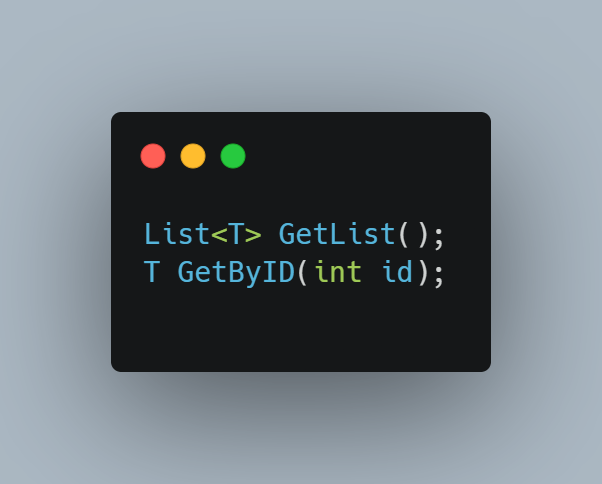 List<T> GetList();
T GetByID(int id);